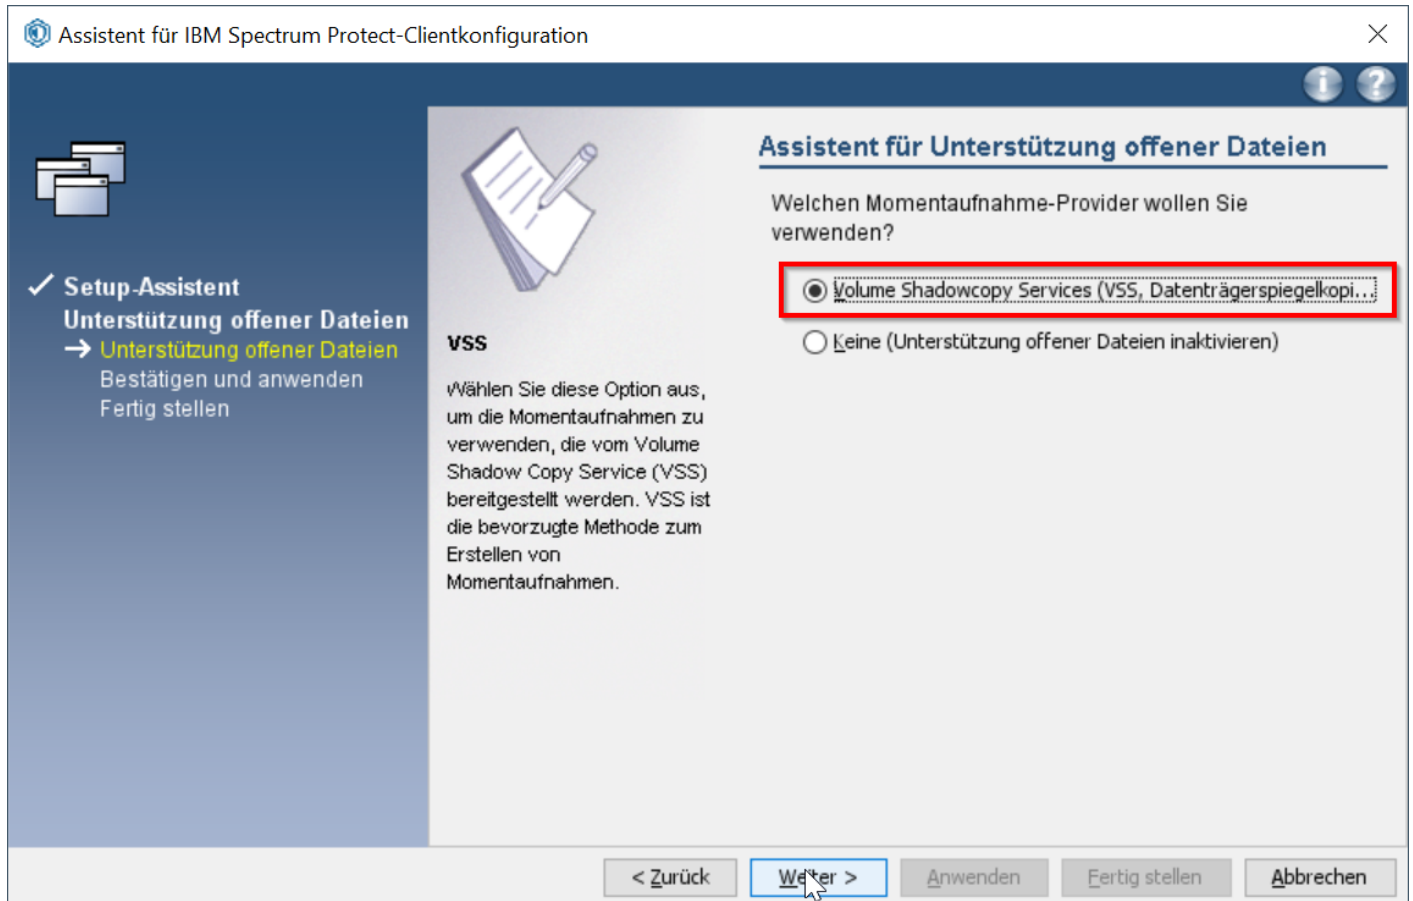 Assistent für IBM Spectrum Protect-Clientkonfiguration
Setup-Assistent
Unterstützung offener Dateien
Unterstützung offener Dateien
Bestätigen und anwenden
Fertig stellen
VSS
Wählen Sie diese Option aus,
um die Momentaufnahmen zu
verwenden, die vom Volume
Shadow Copy Service (VSS)
bereitgestellt werden. VSS ist
die bevorzugte Methode zum
Erstellen von
Momentaufnahmen.
Assistent für Unterstützung offener Dateien
Welchen Momentaufnahme-Provider wollen Sie
verwenden?
Volume Shadowcopy Services (VSS, Datenträgerspiegelkopi...
Keine (Unterstützung offener Dateien inaktivieren)
< Zurück
Weiter >
Anwenden
Fertig stellen
Abbrechen